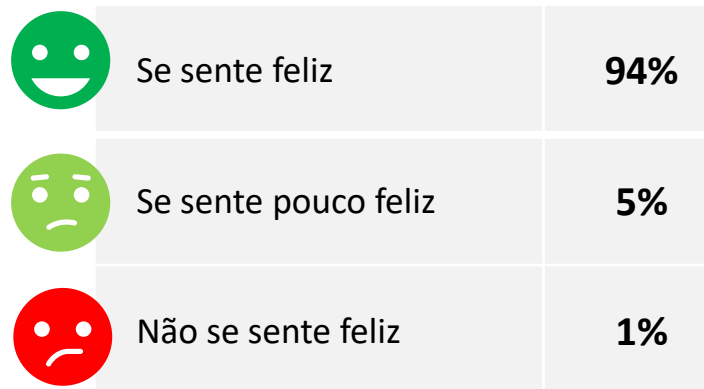 Se sente feliz 94%
Se sente pouco feliz 5%
Não se sente feliz 1%